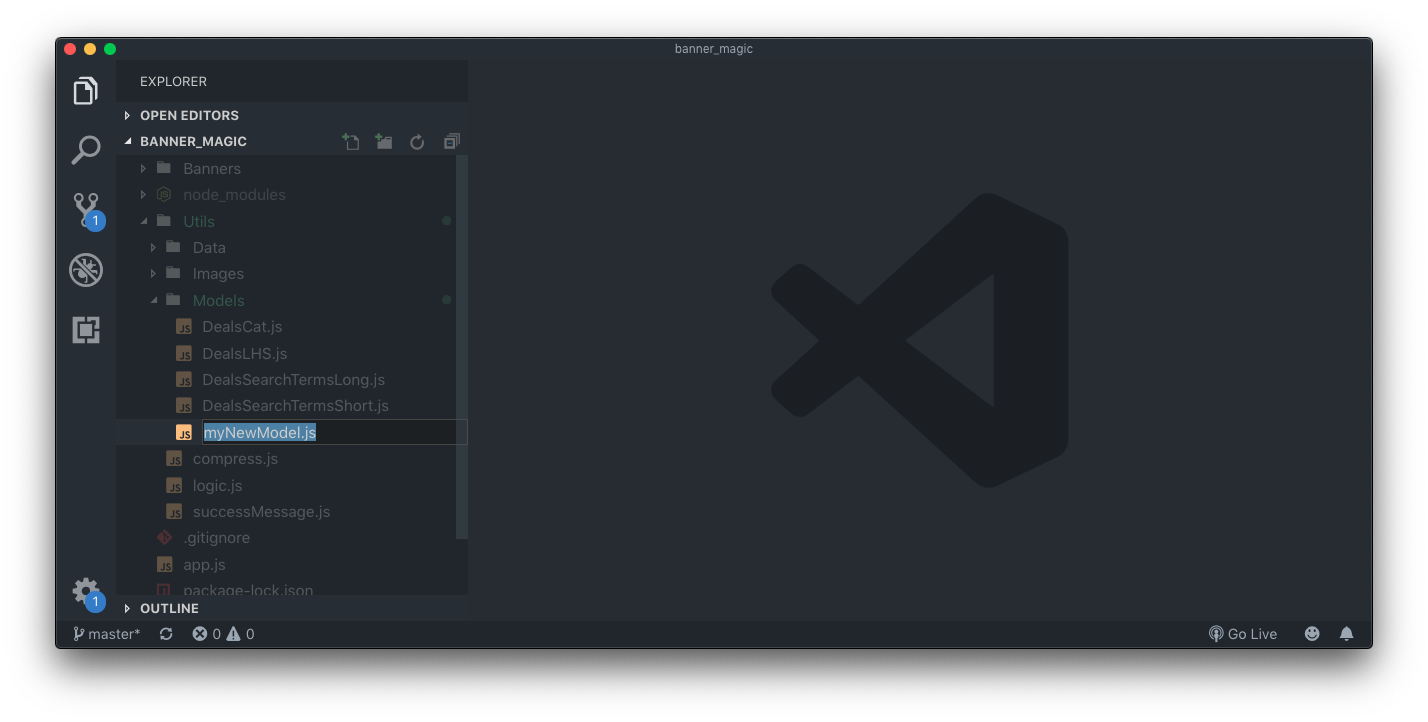 banner_magic
EXPLORER
OPEN EDITORS
BANNER_MAGIC
Banners
node_modules
Utils
Data
Images
Models
DealsCat.js
DealsLHS.js
DealsSearchTermsLong.js
DealsSearchTermsShort.js
myNewModel.js
compress.js
logic.js
successMessage.js
.gitignore
app.js
package-lock.json
OUTLINE
master* 0 0 Go Live
1
1
JS
JS
JS
JS
JS
JS
JS
JS
JS